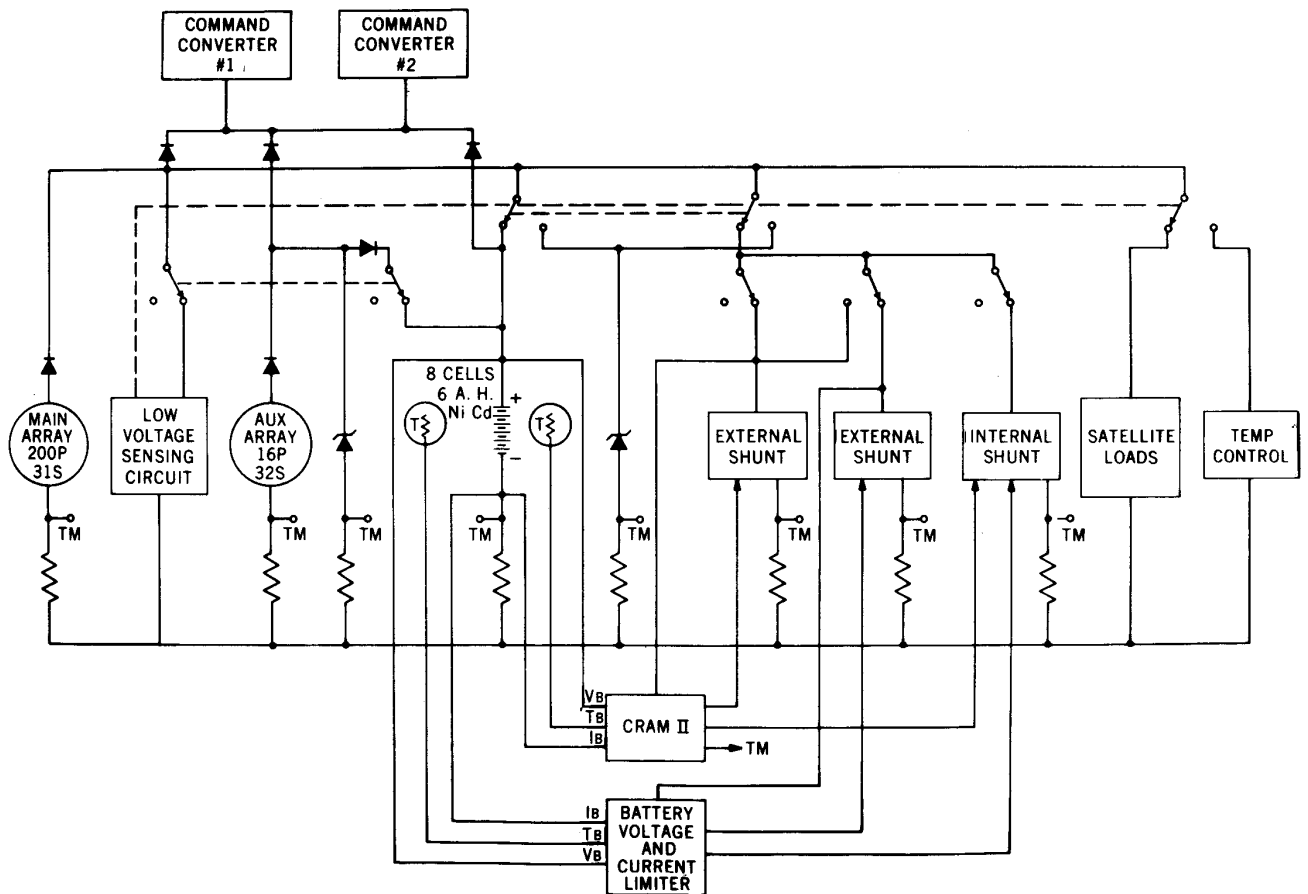 COMMAND
CONVERTER
#1
COMMAND
CONVERTER
#2
8 CELLS
6 A. H.
Ni Cd
+
−
T
T
MAIN
ARRAY
200P
31S
LOW
VOLTAGE
SENSING
CIRCUIT
AUX
ARRAY
16P
32S
EXTERNAL
SHUNT
EXTERNAL
SHUNT
INTERNAL
SHUNT
SATELLITE
LOADS
TEMP
CONTROL
TM
TM
TM
TM
TM
TM
TM
TM
VB
TB
IB
CRAM II
TM
IB
TB
VB
BATTERY
VOLTAGE
AND
CURRENT
LIMITER